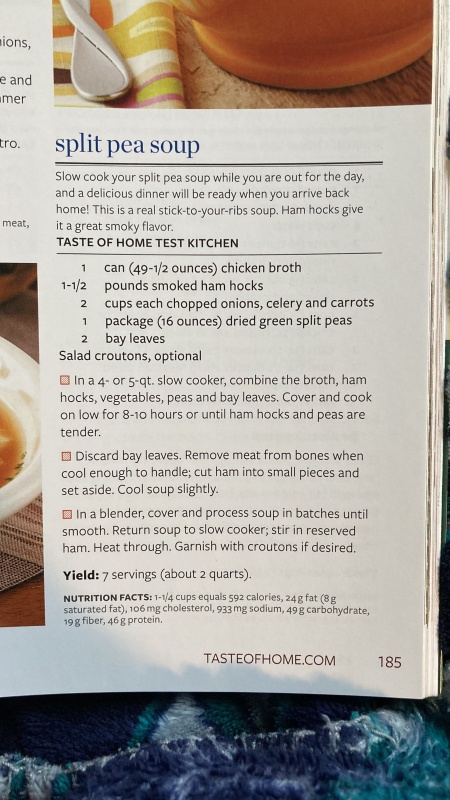 ions,
e and
mer
tro.
meat,
split pea soup
Slow cook your split pea soup while you are out for the day,
and a delicious dinner will be ready when you arrive back
home! This is a real stick-to-your-ribs soup. Ham hocks give
it a great smoky flavor.
TASTE OF HOME TEST KITCHEN
1 can (49-1/2 ounces) chicken broth
1-1/2 pounds smoked ham hocks
2 cups each chopped onions, celery and carrots
1 package (16 ounces) dried green split peas
2 bay leaves
Salad croutons, optional
In a 4- or 5-qt. slow cooker, combine the broth, ham
hocks, vegetables, peas and bay leaves. Cover and cook
on low for 8-10 hours or until ham hocks and peas are
tender.
Discard bay leaves. Remove meat from bones when
cool enough to handle; cut ham into small pieces and
set aside. Cool soup slightly.
In a blender, cover and process soup in batches until
smooth. Return soup to slow cooker; stir in reserved
ham. Heat through. Garnish with croutons if desired.
Yield: 7 servings (about 2 quarts).
NUTRITION FACTS: 1-1/4 cups equals 592 calories, 24 g fat (8 g
saturated fat), 106 mg cholesterol, 933 mg sodium, 49 g carbohydrate,
19 g fiber, 46 g protein.
TASTEOFHOME.COM 185